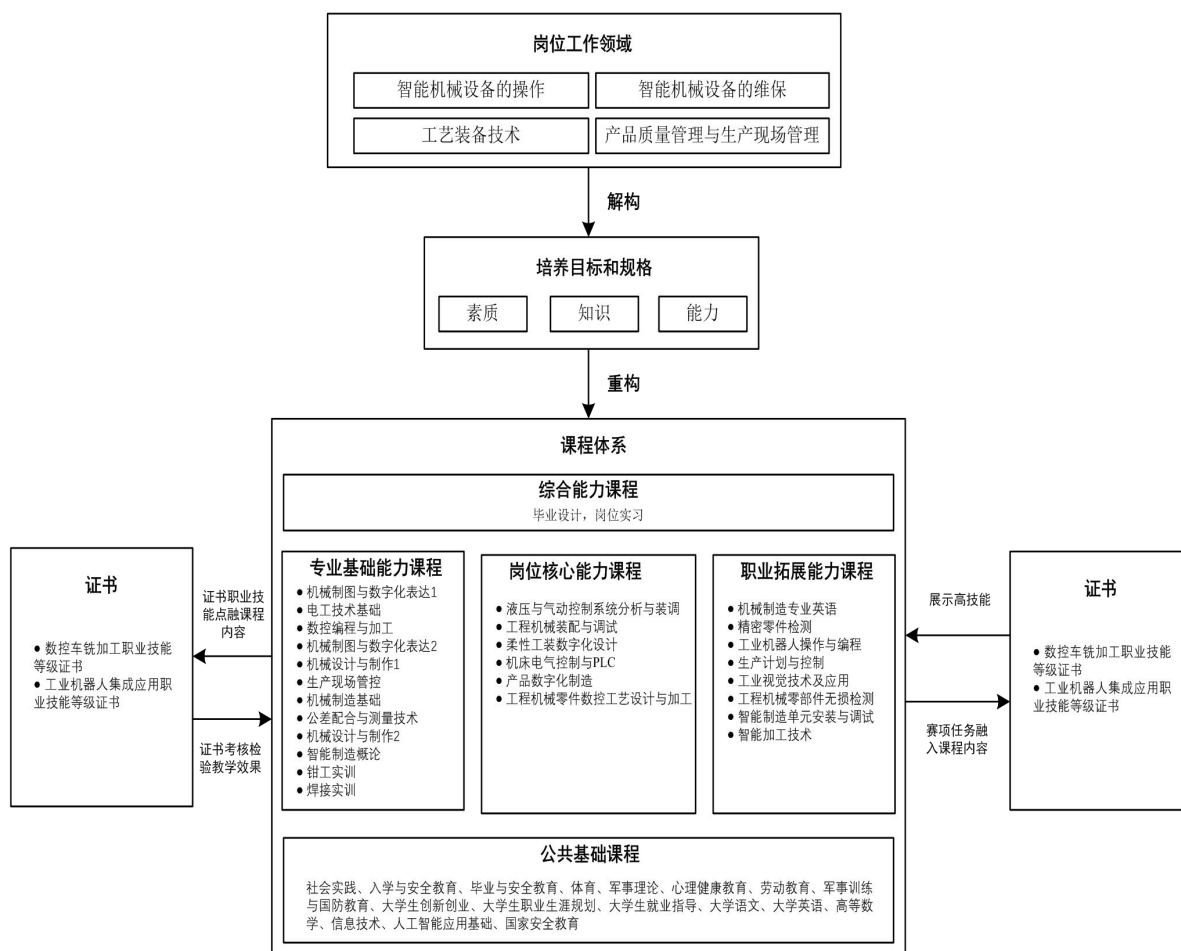 岗位工作领域
智能机械设备的操作
智能机械设备的维保
工艺装备技术
产品质量管理与生产现场管理
解构
培养目标和规格
素质
知识
能力
重构
课程体系
综合能力课程
毕业设计，岗位实习
证书
● 数控车铣加工职业技能
等级证书
● 工业机器人集成应用职
业技能等级证书
证书职业技
能点融课程
内容
证书考核检
验教学效果
专业基础能力课程
● 机械制图与数字化表达1
● 电工技术基础
● 数控编程与加工
● 机械制图与数字化表达2
● 机械设计与制作1
● 生产现场管控
● 机械制造基础
● 公差配合与测量技术
● 机械设计与制作2
● 智能制造概论
● 钳工实训
● 焊接实训
岗位核心能力课程
● 液压与气动控制系统分析与装调
● 工程机械装配与调试
● 柔性工装数字化设计
● 机床电气控制与PLC
● 产品数字化制造
● 工程机械零件数控工艺设计与加工
职业拓展能力课程
● 机械制造专业英语
● 精密零件检测
● 工业机器人操作与编程
● 生产计划与控制
● 工业视觉技术及应用
● 工程机械零部件无损检测
● 智能制造单元安装与调试
● 智能加工技术
展示高技能
赛项任务融
入课程内容
证书
● 数控车铣加工职业技能
等级证书
● 工业机器人集成应用职
业技能等级证书
公共基础课程
社会实践、入学与安全教育、毕业与安全教育、体育、军事理论、心理健康教育、劳动教育、军事训练
与国防教育、大学生创新创业、大学生职业生涯规划、大学生就业指导、大学语文、大学英语、高等数
学、信息技术、人工智能应用基础、国家安全教育